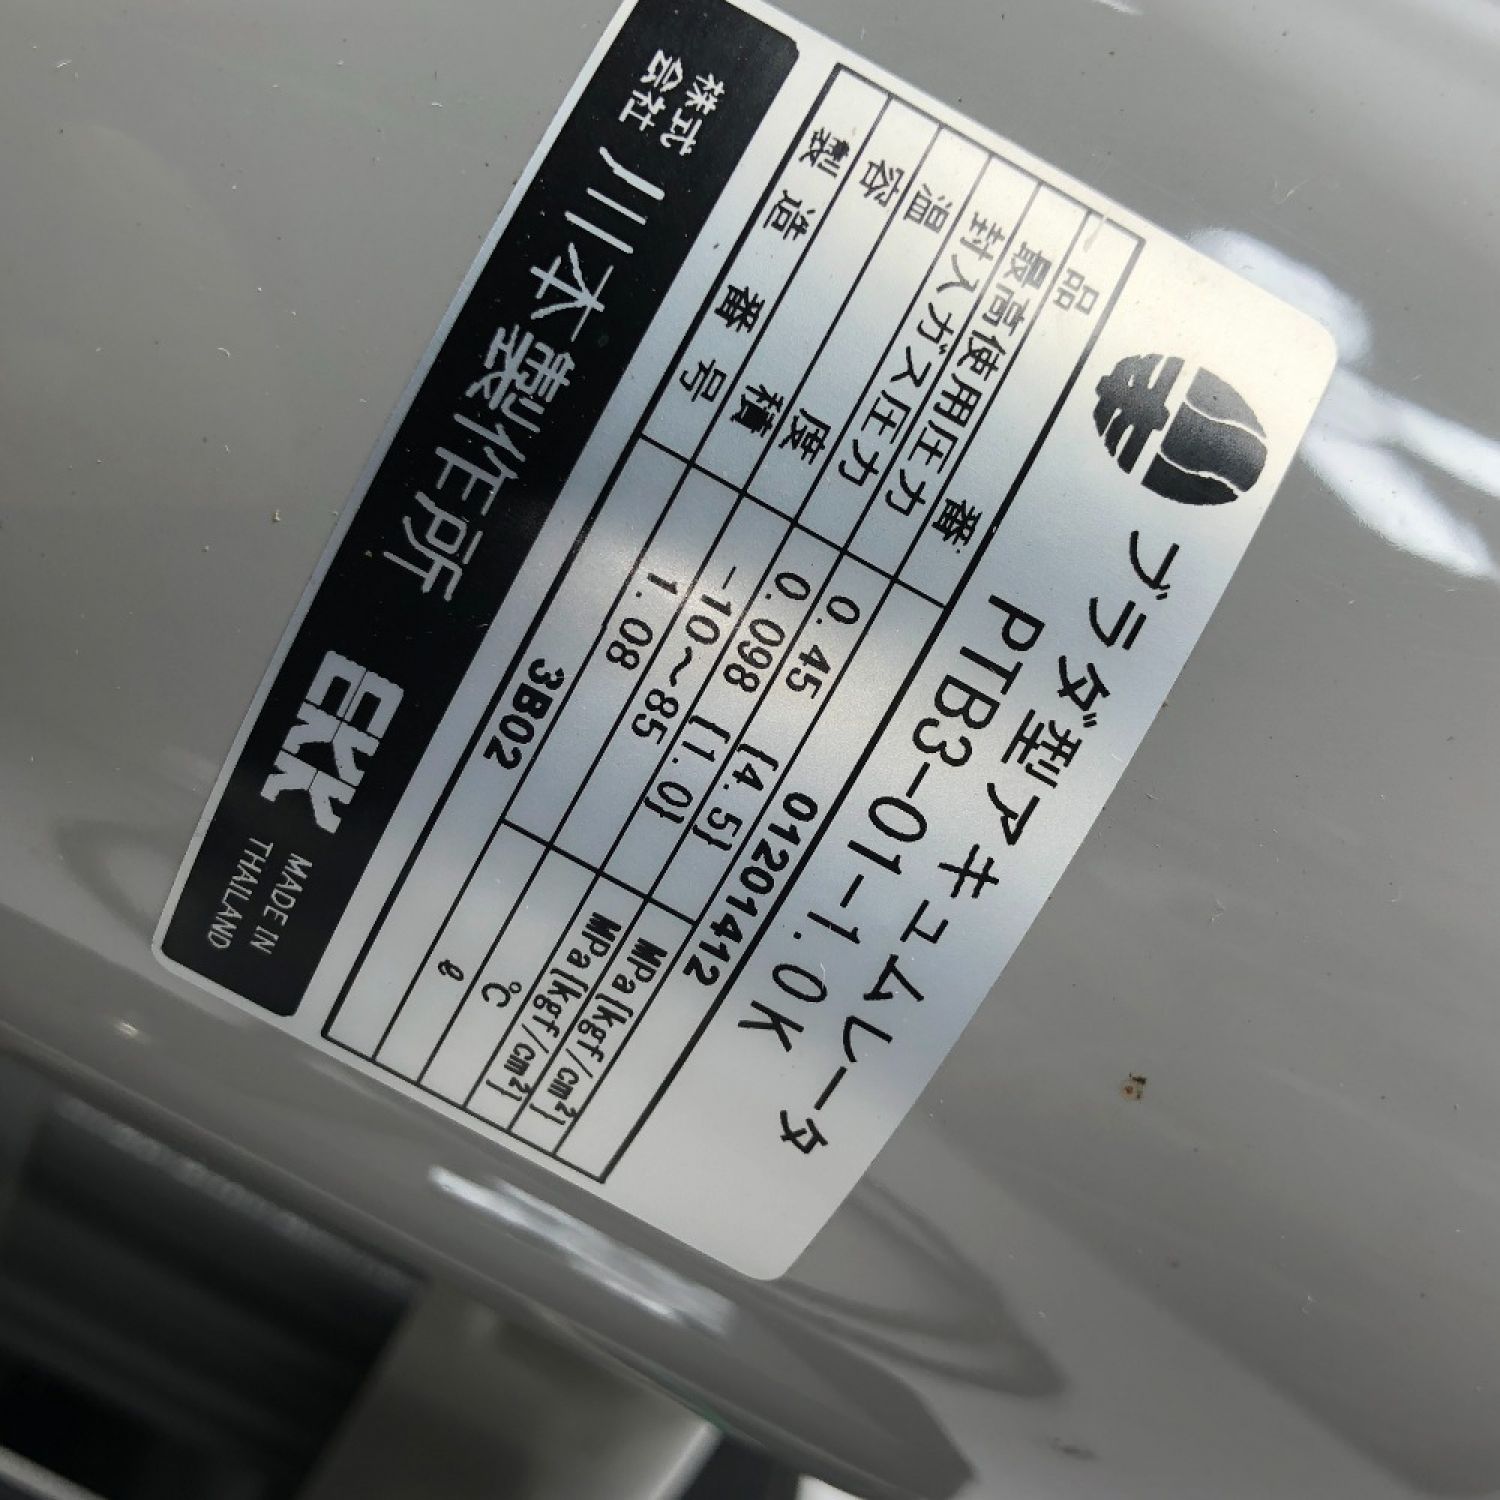 ブラダ型アキュムレータ
PTB3-01-1.0K
品 番 01201412
最高使用圧力 0.45 {4.5} MPa{kgf/cm²}
封入ガス圧力 0.098 {1.0} MPa{kgf/cm²}
温 度 -10~85 ℃
容 積 1.08 ℓ
製 造 番 号 3B02
株式会社 川本製作所 EKK MADE IN THAILAND